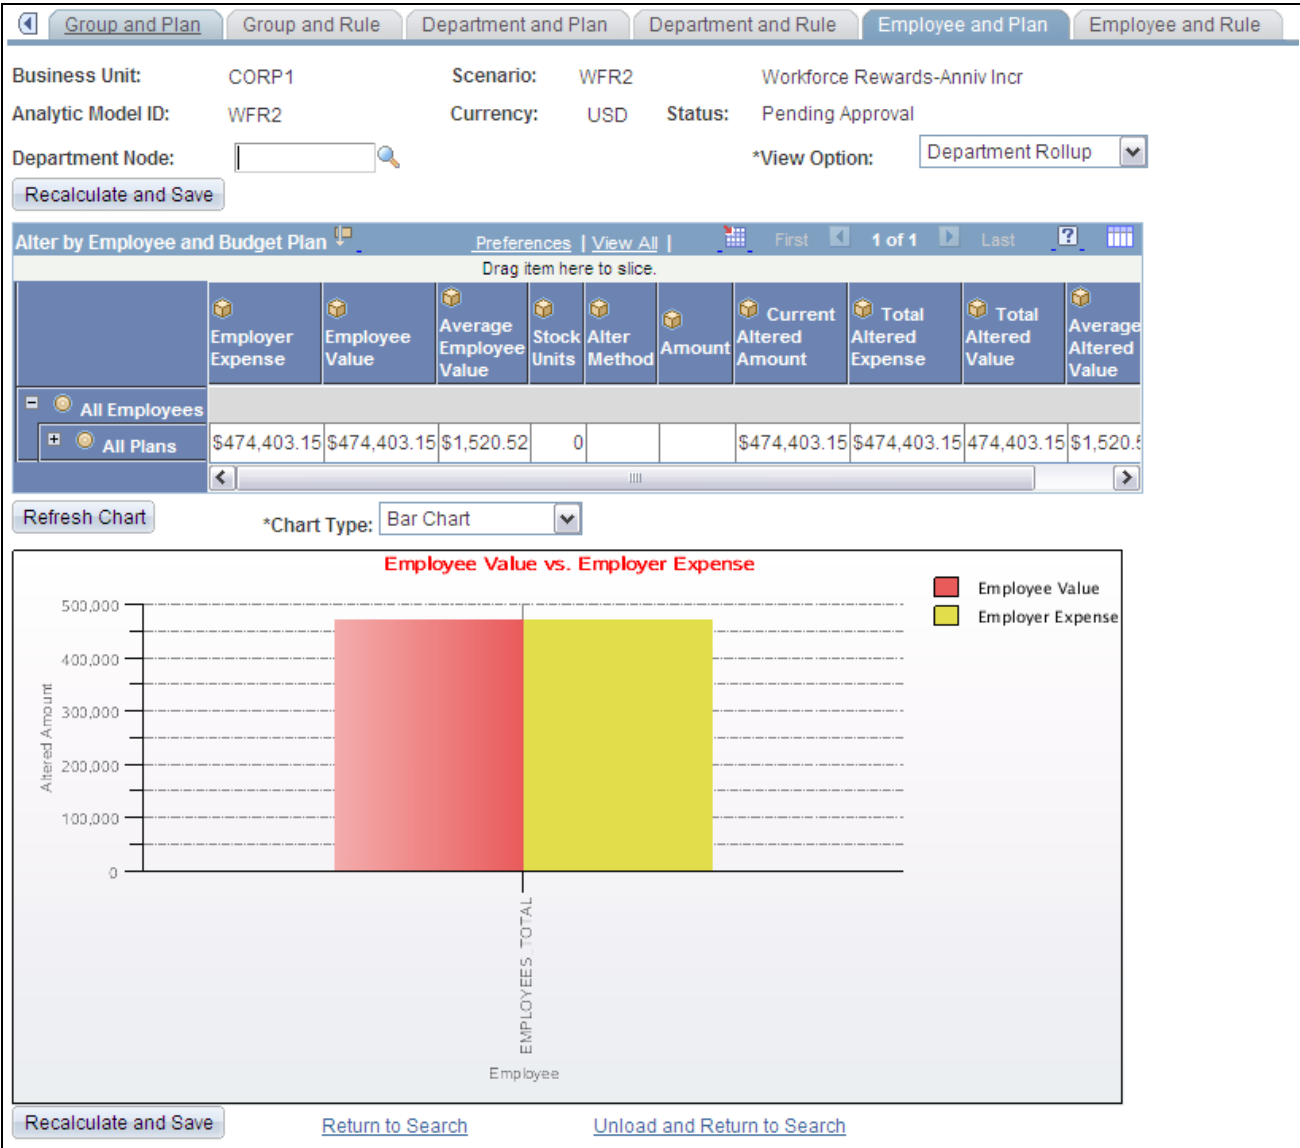 Group and Plan Group and Rule Department and Plan Department and Rule Employee and Plan Employee and Rule
Business Unit: CORP1 Scenario: WFR2 Workforce Rewards-Anniv Incr
Analytic Model ID: WFR2 Currency: USD Status: Pending Approval
Department Node: *View Option: Department Rollup
Recalculate and Save
Alter by Employee and Budget Plan Preferences | View All | First 1 of 1 Last ?
Drag item here to slice.
Employer Expense Employee Value Average Employee Value Stock Units Alter Method Amount Current Altered Amount Total Altered Expense Total Altered Value Average Altered Value
All Employees
All Plans $474,403.15 $474,403.15 $1,520.52 0 $474,403.15 $474,403.15 474,403.15 $1,520.5
Refresh Chart *Chart Type: Bar Chart
Employee Value vs. Employer Expense
Employee Value
Employer Expense
500,000
400,000
300,000
200,000
100,000
0
Altered Amount
EMPLOYEES_TOTAL
Employee
Recalculate and Save Return to Search Unload and Return to Search